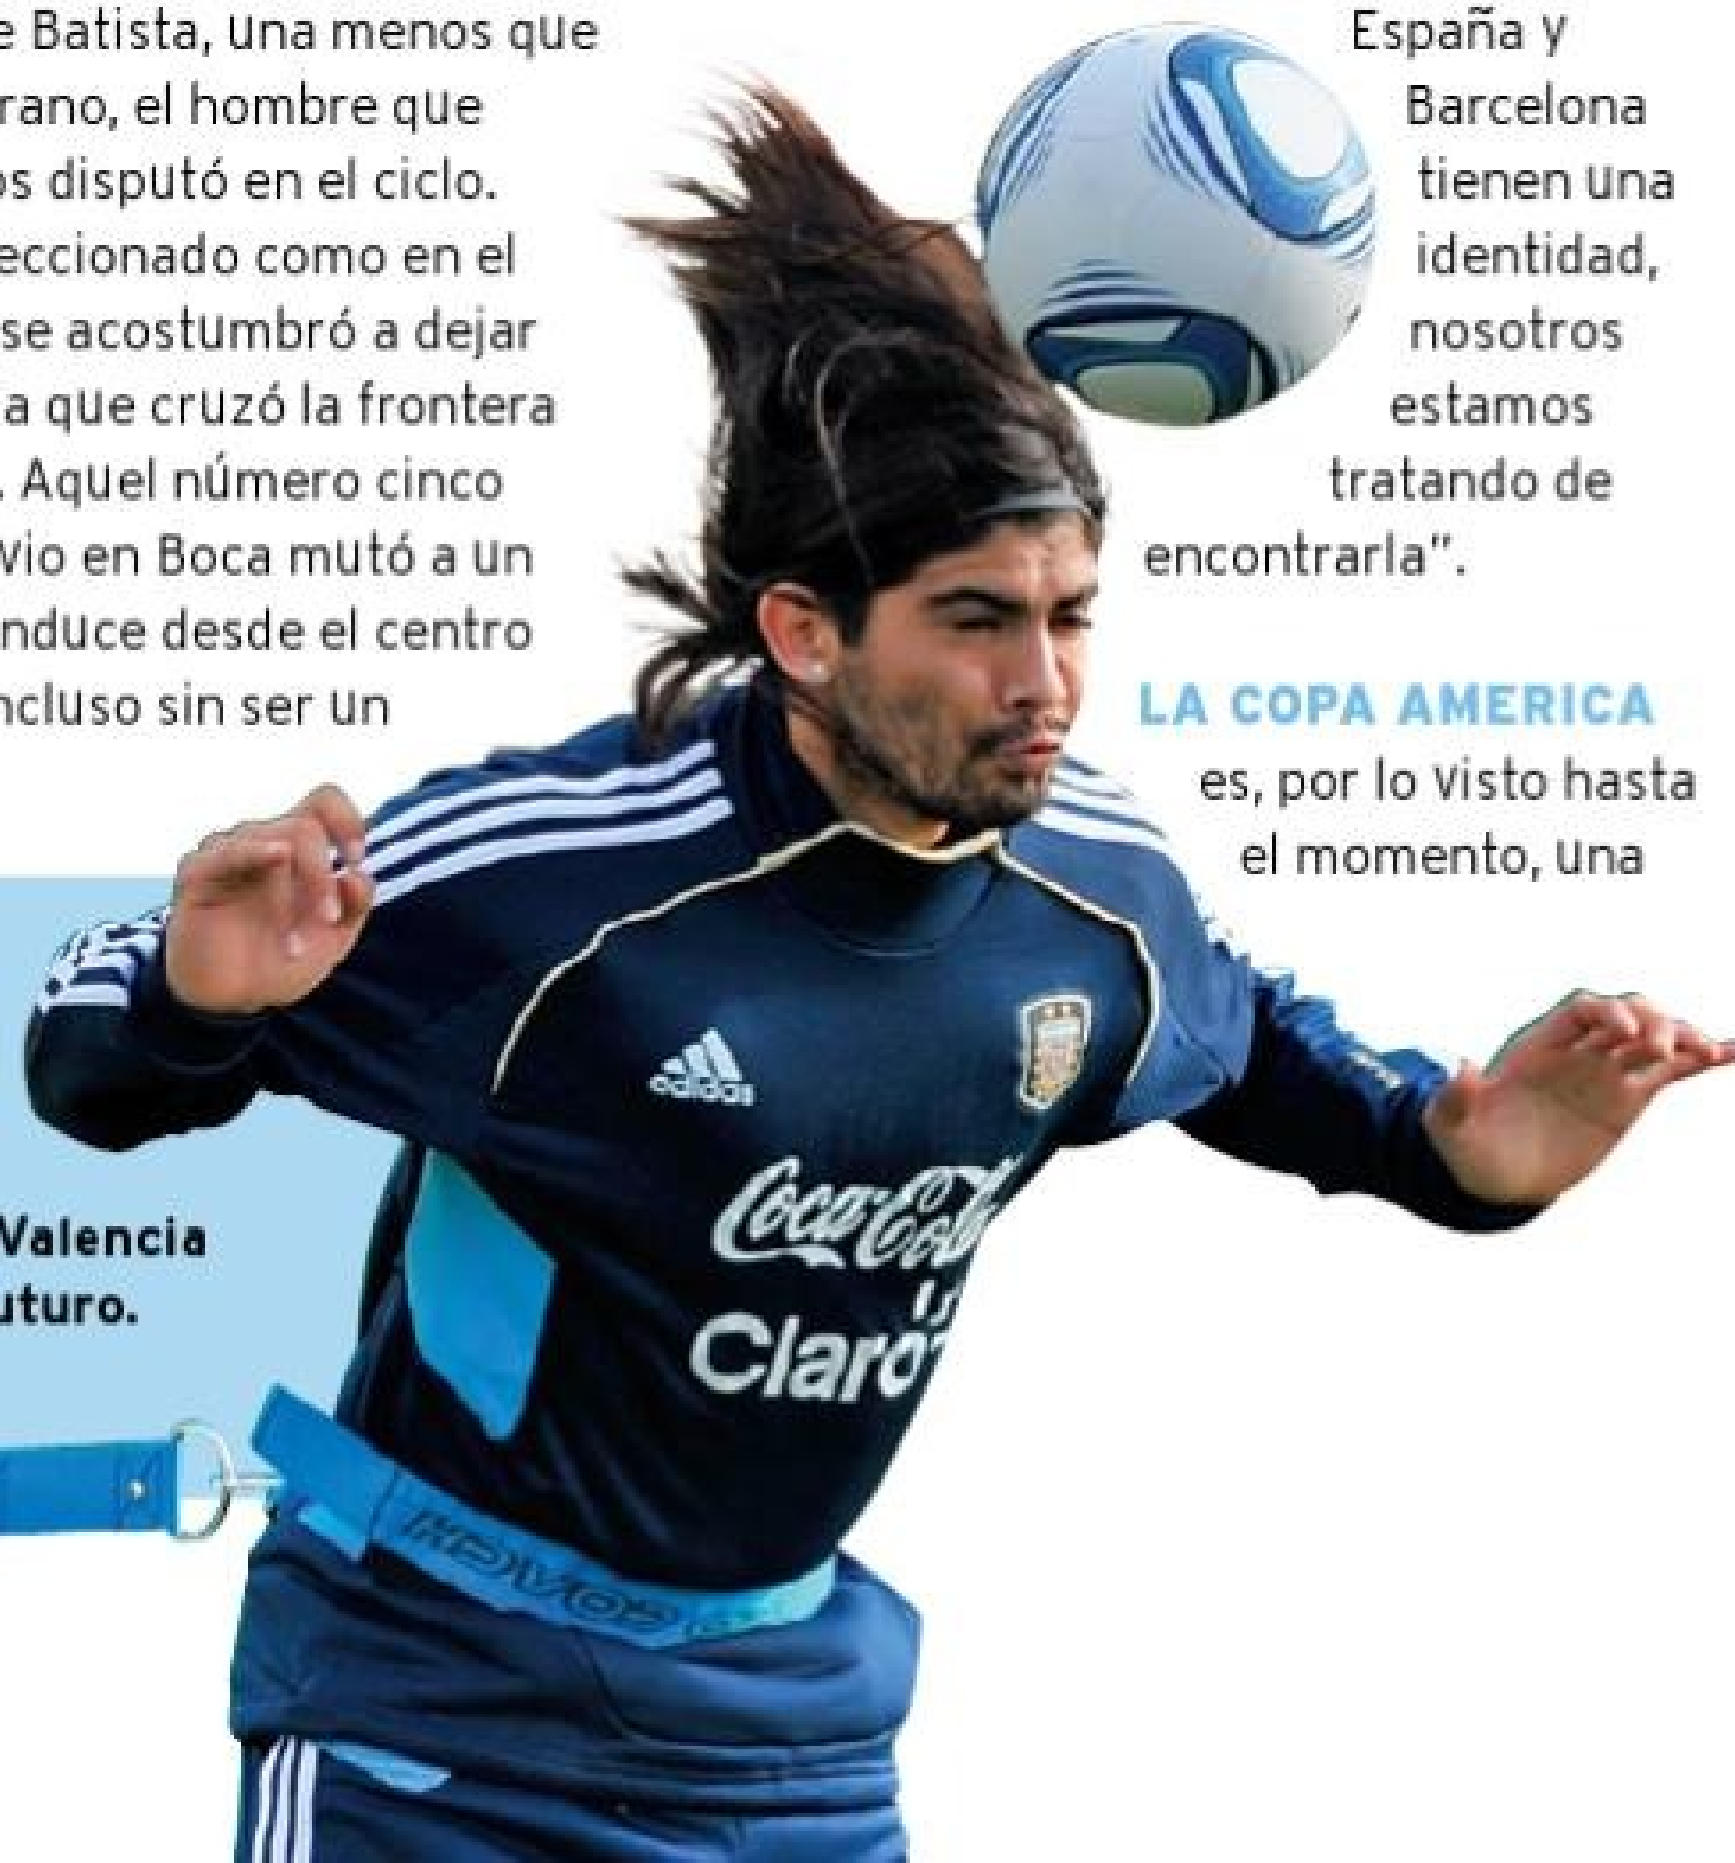 e Batista, una menos que
rano, el hombre que
os disputó en el ciclo.
eccionado como en el
se acostumbró a dejar
a que cruzó la frontera
. Aquel número cinco
vio en Boca mutó a un
nduce desde el centro
ncluso sin ser un
Valencia
uturo.
España y
Barcelona
tienen una
identidad,
nosotros
estamos
tratando de
encontrarla”.
LA COPA AMERICA
es, por lo visto hasta
el momento, una
adidas
Coca-Cola
Claro